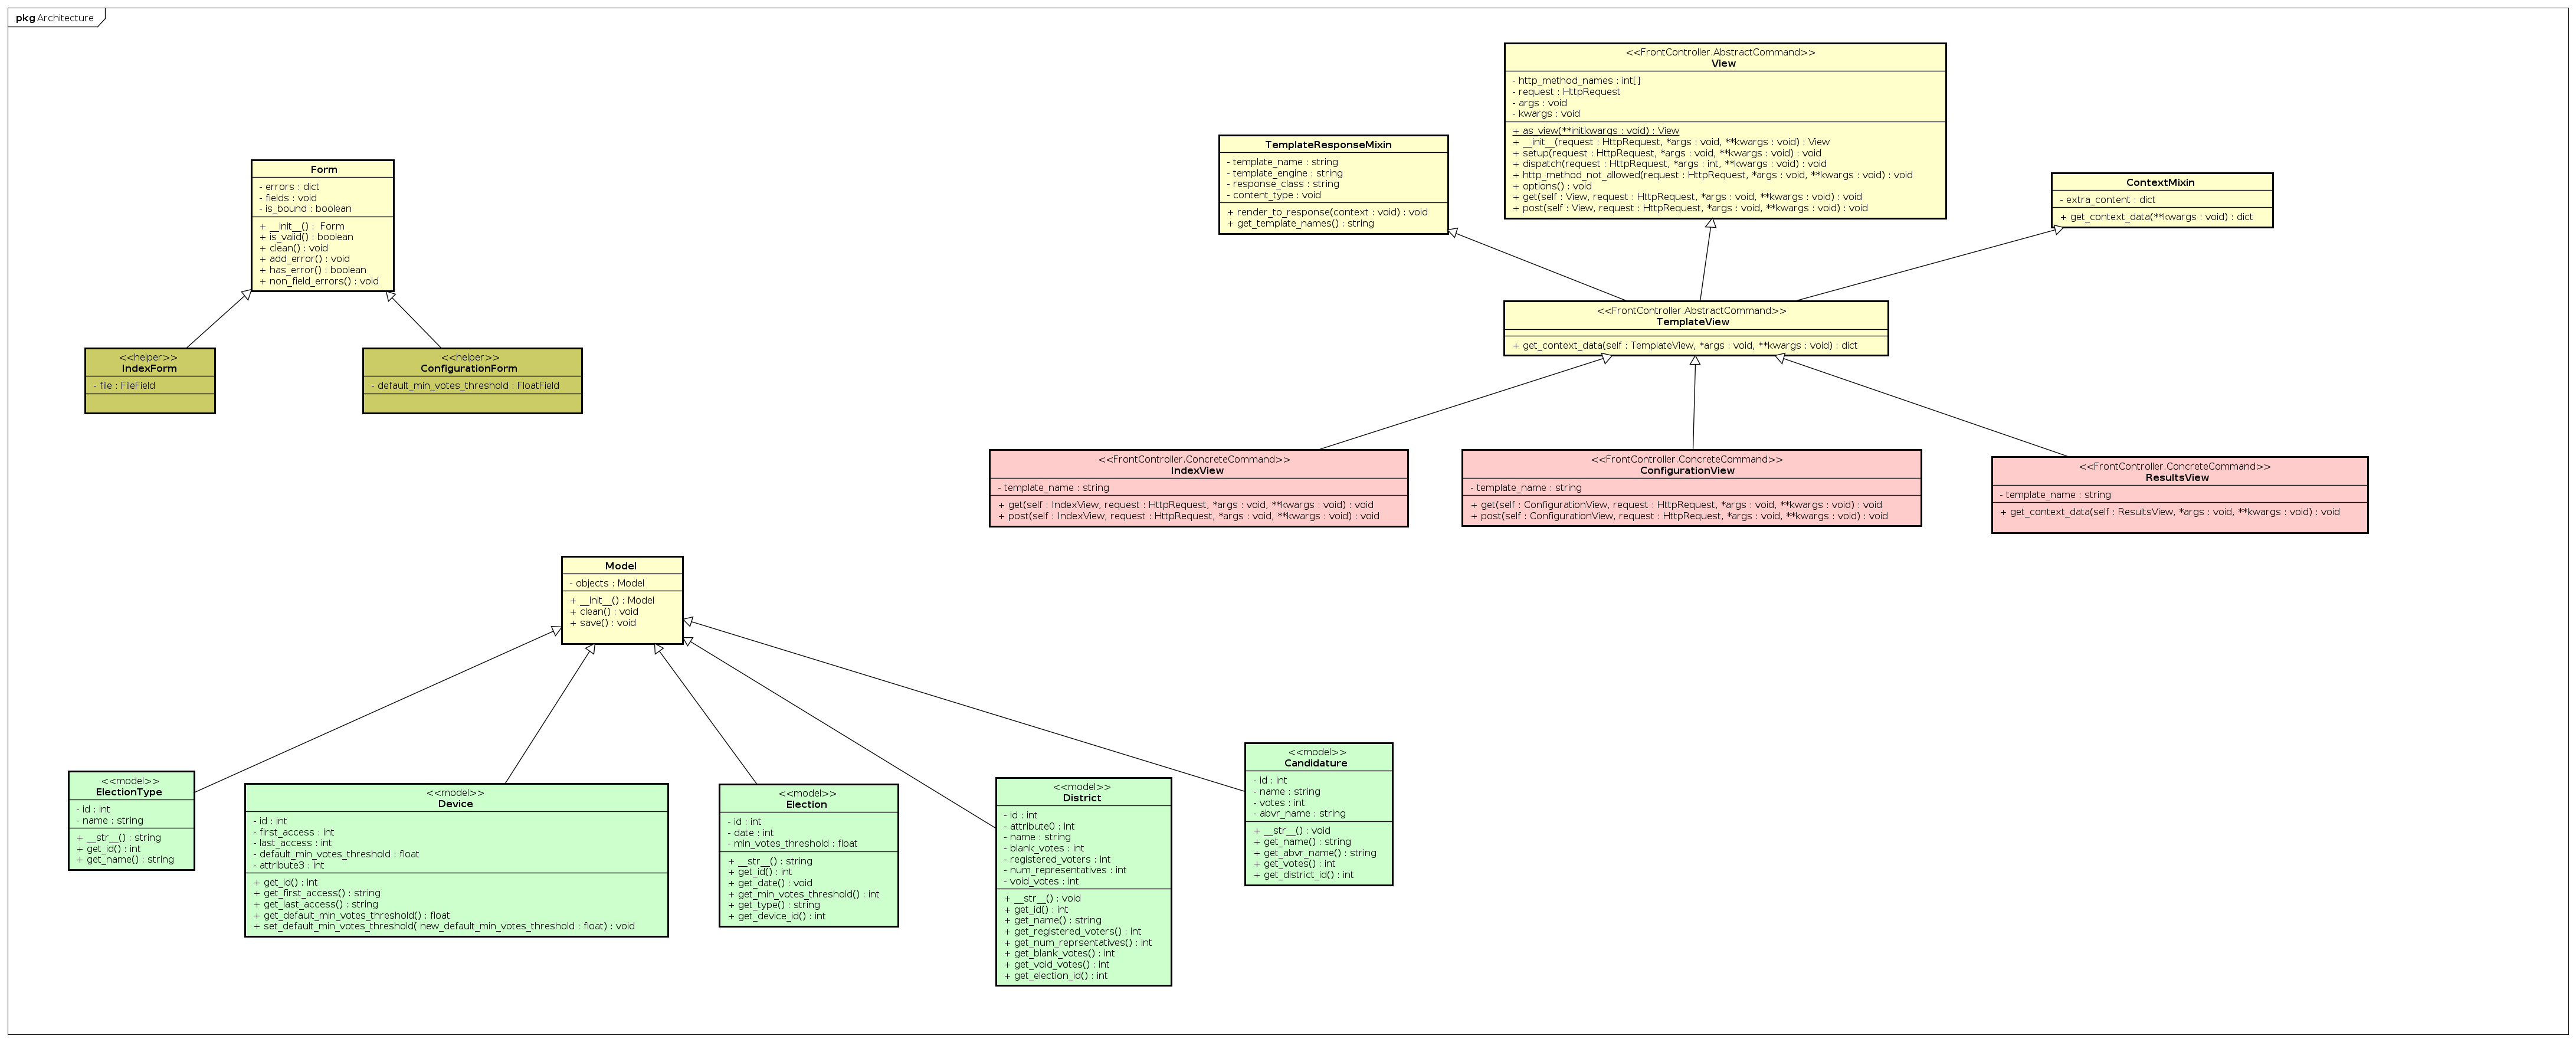 pkg Architecture
<<FrontController.AbstractCommand>>
View
- http_method_names : int[]
- request : HttpRequest
- args : void
- kwargs : void
+ as_view(**initkwargs : void) : View
+ __init__(request : HttpRequest, *args : void, **kwargs : void) : View
+ setup(request : HttpRequest, *args : void, **kwargs : void) : void
+ dispatch(request : HttpRequest, *args : int, **kwargs : void) : void
+ http_method_not_allowed(request : HttpRequest, *args : void, **kwargs : void) : void
+ options() : void
+ get(self : View, request : HttpRequest, *args : void, **kwargs : void) : void
+ post(self : View, request : HttpRequest, *args : void, **kwargs : void) : void
TemplateResponseMixin
- template_name : string
- template_engine : string
- response_class : string
- content_type : void
+ render_to_response(context : void) : void
+ get_template_names() : string
ContextMixin
- extra_content : dict
+ get_context_data(**kwargs : void) : dict
Form
- errors : dict
- fields : void
- is_bound : boolean
+ __init__() :  Form
+ is_valid() : boolean
+ clean() : void
+ add_error() : void
+ has_error() : boolean
+ non_field_errors() : void
<<FrontController.AbstractCommand>>
TemplateView
+ get_context_data(self : TemplateView, *args : void, **kwargs : void) : dict
<<helper>>
IndexForm
- file : FileField
<<helper>>
ConfigurationForm
- default_min_votes_threshold : FloatField
<<FrontController.ConcreteCommand>>
IndexView
- template_name : string
+ get(self : IndexView, request : HttpRequest, *args : void, **kwargs : void) : void
+ post(self : IndexView, request : HttpRequest, *args : void, **kwargs : void) : void
<<FrontController.ConcreteCommand>>
ConfigurationView
- template_name : string
+ get(self : ConfigurationView, request : HttpRequest, *args : void, **kwargs : void) : void
+ post(self : ConfigurationView, request : HttpRequest, *args : void, **kwargs : void) : void
<<FrontController.ConcreteCommand>>
ResultsView
- template_name : string
+ get_context_data(self : ResultsView, *args : void, **kwargs : void) : void
Model
- objects : Model
+ __init__() : Model
+ clean() : void
+ save() : void
<<model>>
ElectionType
- id : int
- name : string
+ __str__() : string
+ get_id() : int
+ get_name() : string
<<model>>
Device
- id : int
- first_access : int
- last_access : int
- default_min_votes_threshold : float
- attribute3 : int
+ get_id() : int
+ get_first_access() : string
+ get_last_access() : string
+ get_default_min_votes_threshold() : float
+ set_default_min_votes_threshold( new_default_min_votes_threshold : float) : void
<<model>>
Election
- id : int
- date : int
- min_votes_threshold : float
+ __str__() : string
+ get_id() : int
+ get_date() : void
+ get_min_votes_threshold() : int
+ get_type() : string
+ get_device_id() : int
<<model>>
District
- id : int
- attribute0 : int
- name : string
- blank_votes : int
- registered_voters : int
- num_representatives : int
- void_votes : int
+ __str__() : void
+ get_id() : int
+ get_name() : string
+ get_registered_voters() : int
+ get_num_reprsentatives() : int
+ get_blank_votes() : int
+ get_void_votes() : int
+ get_election_id() : int
<<model>>
Candidature
- id : int
- name : string
- votes : int
- abvr_name : string
+ __str__() : void
+ get_name() : string
+ get_abvr_name() : string
+ get_votes() : int
+ get_district_id() : int